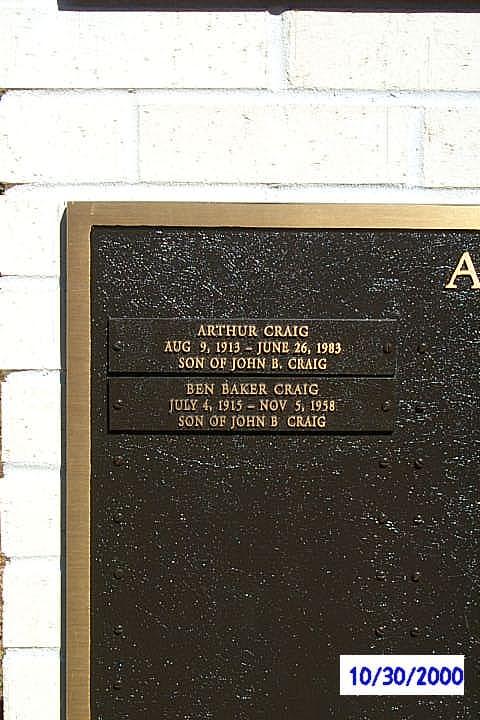 A
ARTHUR CRAIG
AUG 9, 1913 – JUNE 26, 1983
SON OF JOHN B. CRAIG
BEN BAKER CRAIG
JULY 4, 1915 – NOV 5, 1958
SON OF JOHN B CRAIG
10/30/2000